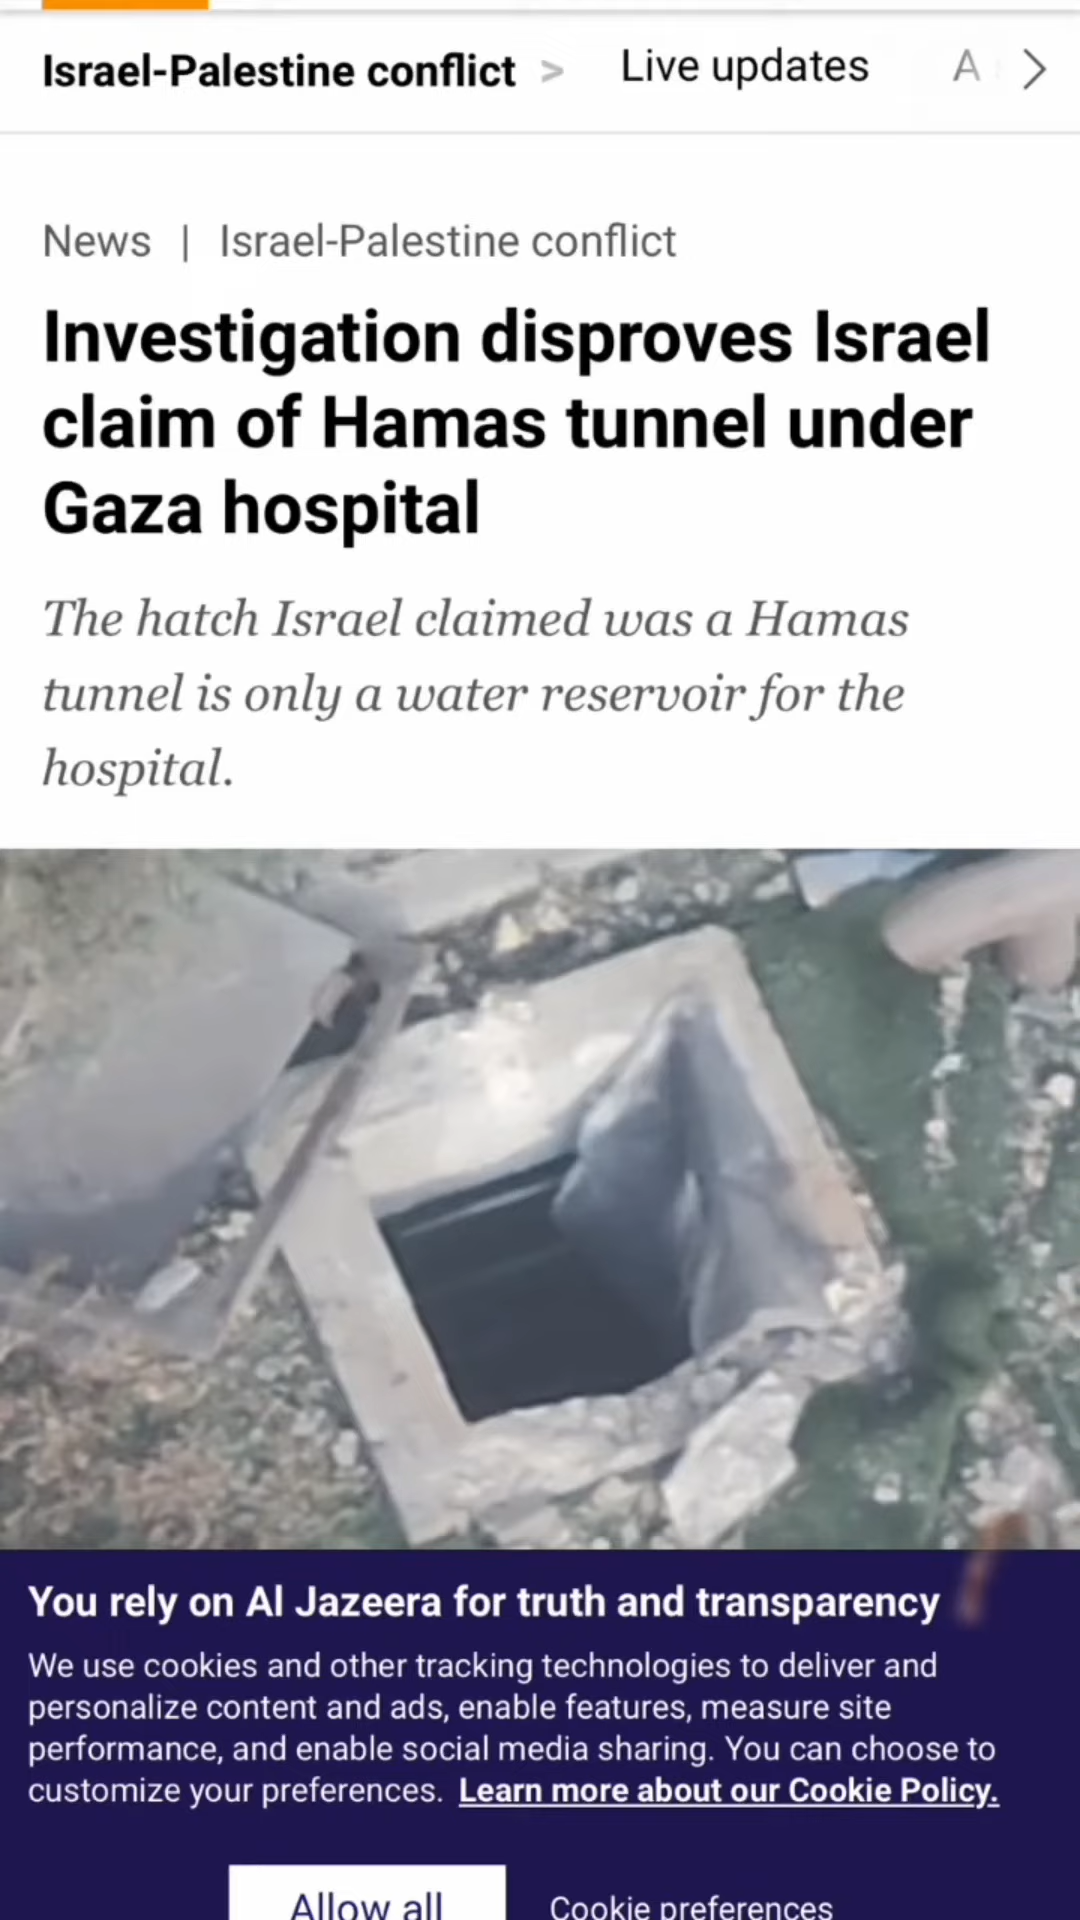 Israel-Palestine conflict > Live updates A >
News | Israel-Palestine conflict
Investigation disproves Israel
claim of Hamas tunnel under
Gaza hospital
The hatch Israel claimed was a Hamas
tunnel is only a water reservoir for the
hospital.
You rely on Al Jazeera for truth and transparency
We use cookies and other tracking technologies to deliver and
personalize content and ads, enable features, measure site
performance, and enable social media sharing. You can choose to
customize your preferences. Learn more about our Cookie Policy.
Allow all Cookie preferences